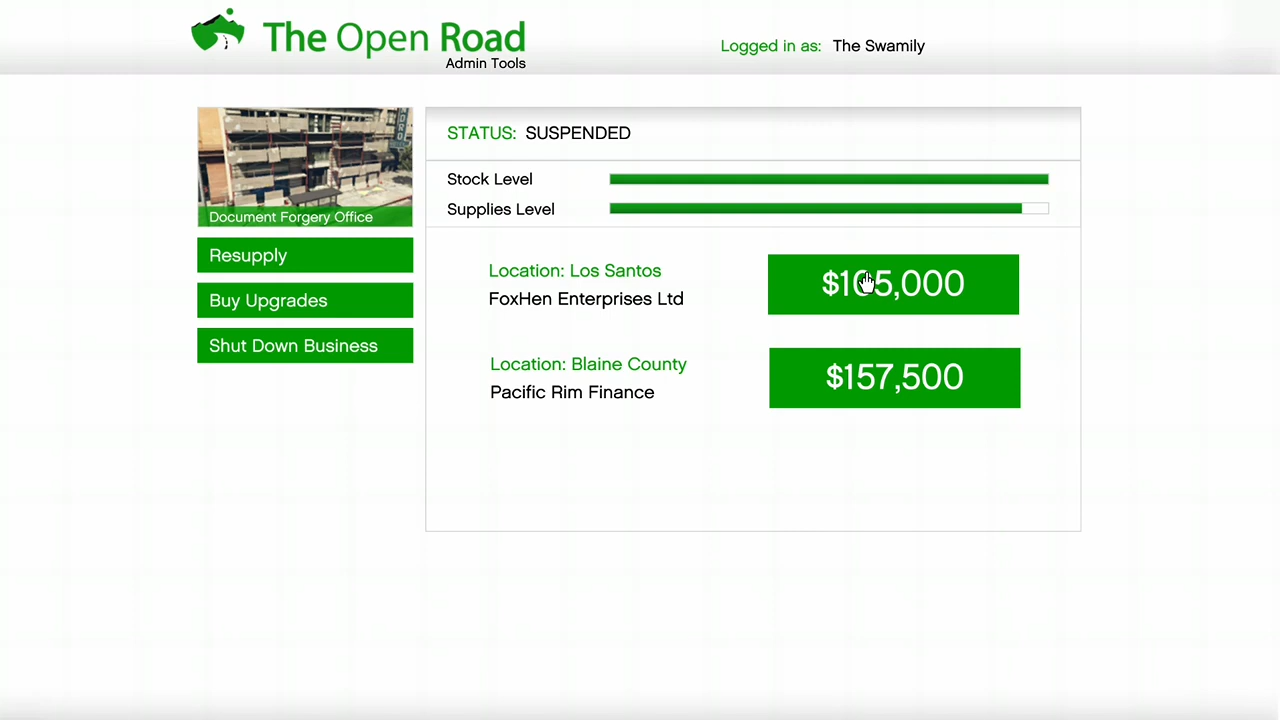 The Open Road
Admin Tools
Logged in as: The Swamily
Document Forgery Office
Resupply
Buy Upgrades
Shut Down Business
STATUS: SUSPENDED
Stock Level
Supplies Level
Location: Los Santos
FoxHen Enterprises Ltd
$105,000
Location: Blaine County
Pacific Rim Finance
$157,500